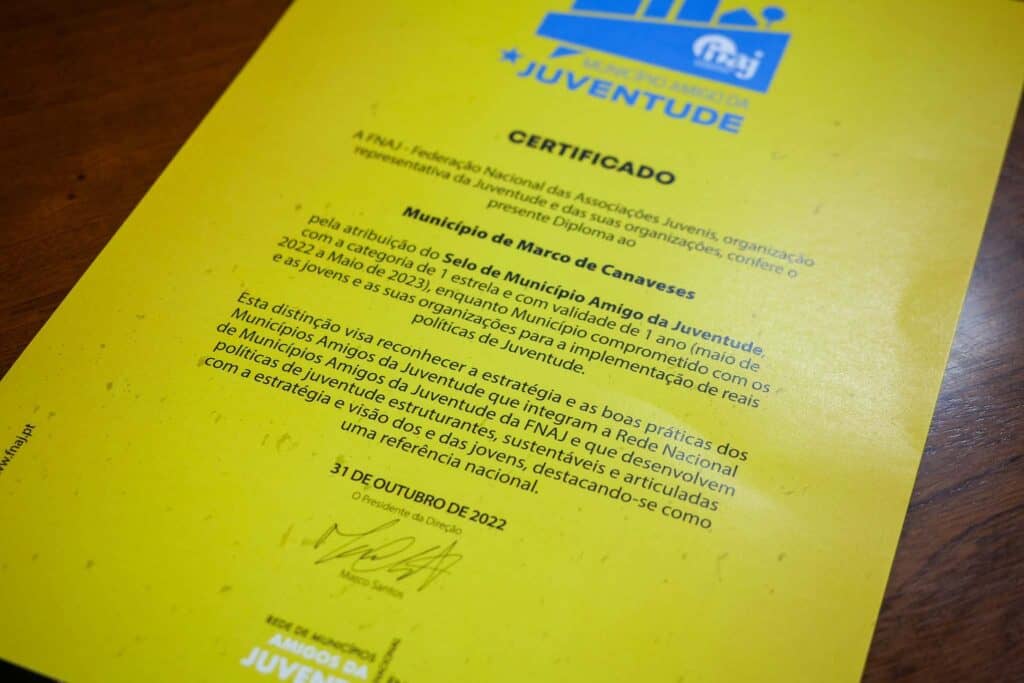 fnaj
MUNICÍPIO AMIGO DA
JUVENTUDE
CERTIFICADO
A FNAJ - Federação Nacional das Associações Juvenis, organização
representativa da Juventude e das suas organizações, confere o
presente Diploma ao
Município de Marco de Canaveses
pela atribuição do Selo de Município Amigo da Juventude,
com a categoria de 1 estrela e com validade de 1 ano (maio de
2022 a Maio de 2023), enquanto Município comprometido com os
e as jovens e as suas organizações para a implementação de reais
políticas de Juventude.
Esta distinção visa reconhecer a estratégia e as boas práticas dos
Municípios Amigos da Juventude que integram a Rede Nacional
de Municípios Amigos da Juventude da FNAJ e que desenvolvem
políticas de juventude estruturantes, sustentáveis e articuladas
com a estratégia e visão dos e das jovens, destacando-se como
uma referência nacional.
31 DE OUTUBRO DE 2022
O Presidente da Direção
Marco Santos
w.fnaj.pt
REDE DE MUNICÍPIOS
AMIGOS DA
JUVENT